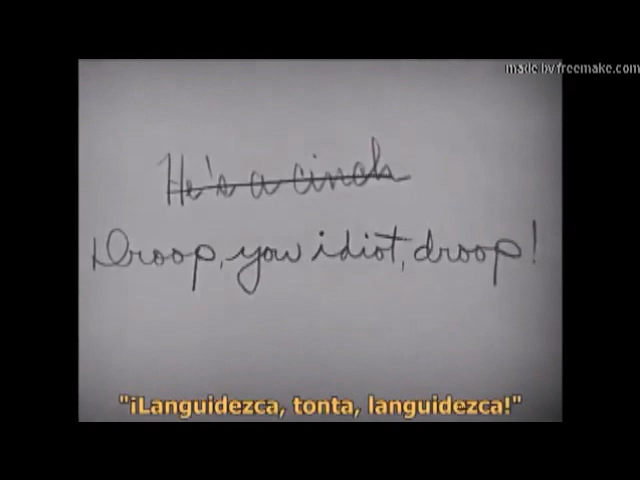 made by freemake.com
He's a cinch
Droop, you idiot, droop!
"¡Languidezca, tonta, languidezca!"